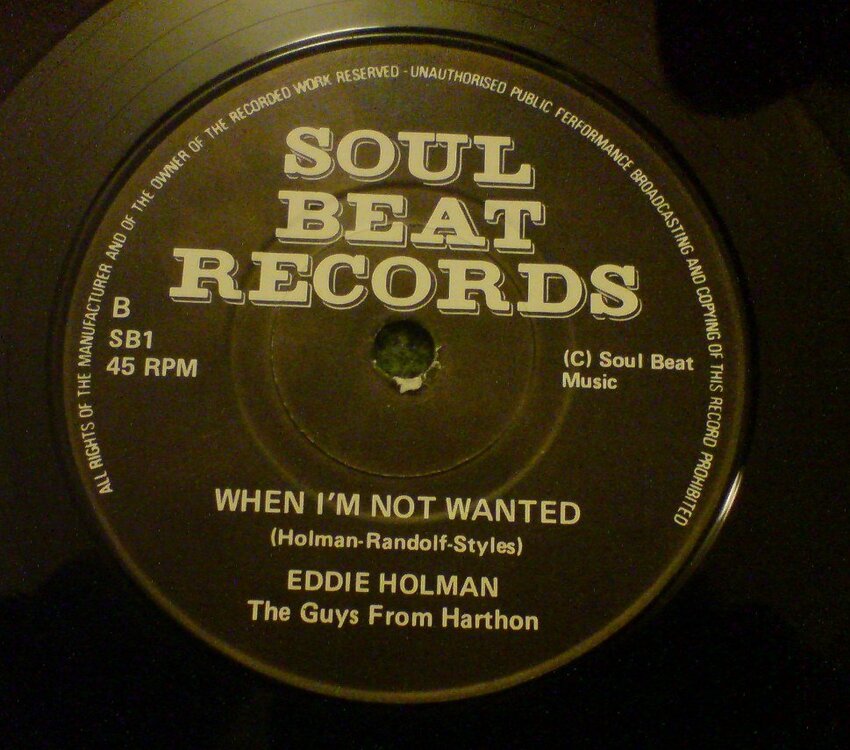 ALL RIGHTS OF THE MANUFACTURER AND OF THE OWNER OF THE RECORDED WORK RESERVED - UNAUTHORISED PUBLIC PERFORMANCE BROADCASTING AND COPYING OF THIS RECORD PROHIBITED
SOUL
BEAT
RECORDS
B
SB1
45 RPM
(C) Soul Beat
Music
WHEN I'M NOT WANTED
(Holman-Randolf-Styles)
EDDIE HOLMAN
The Guys From Harthon